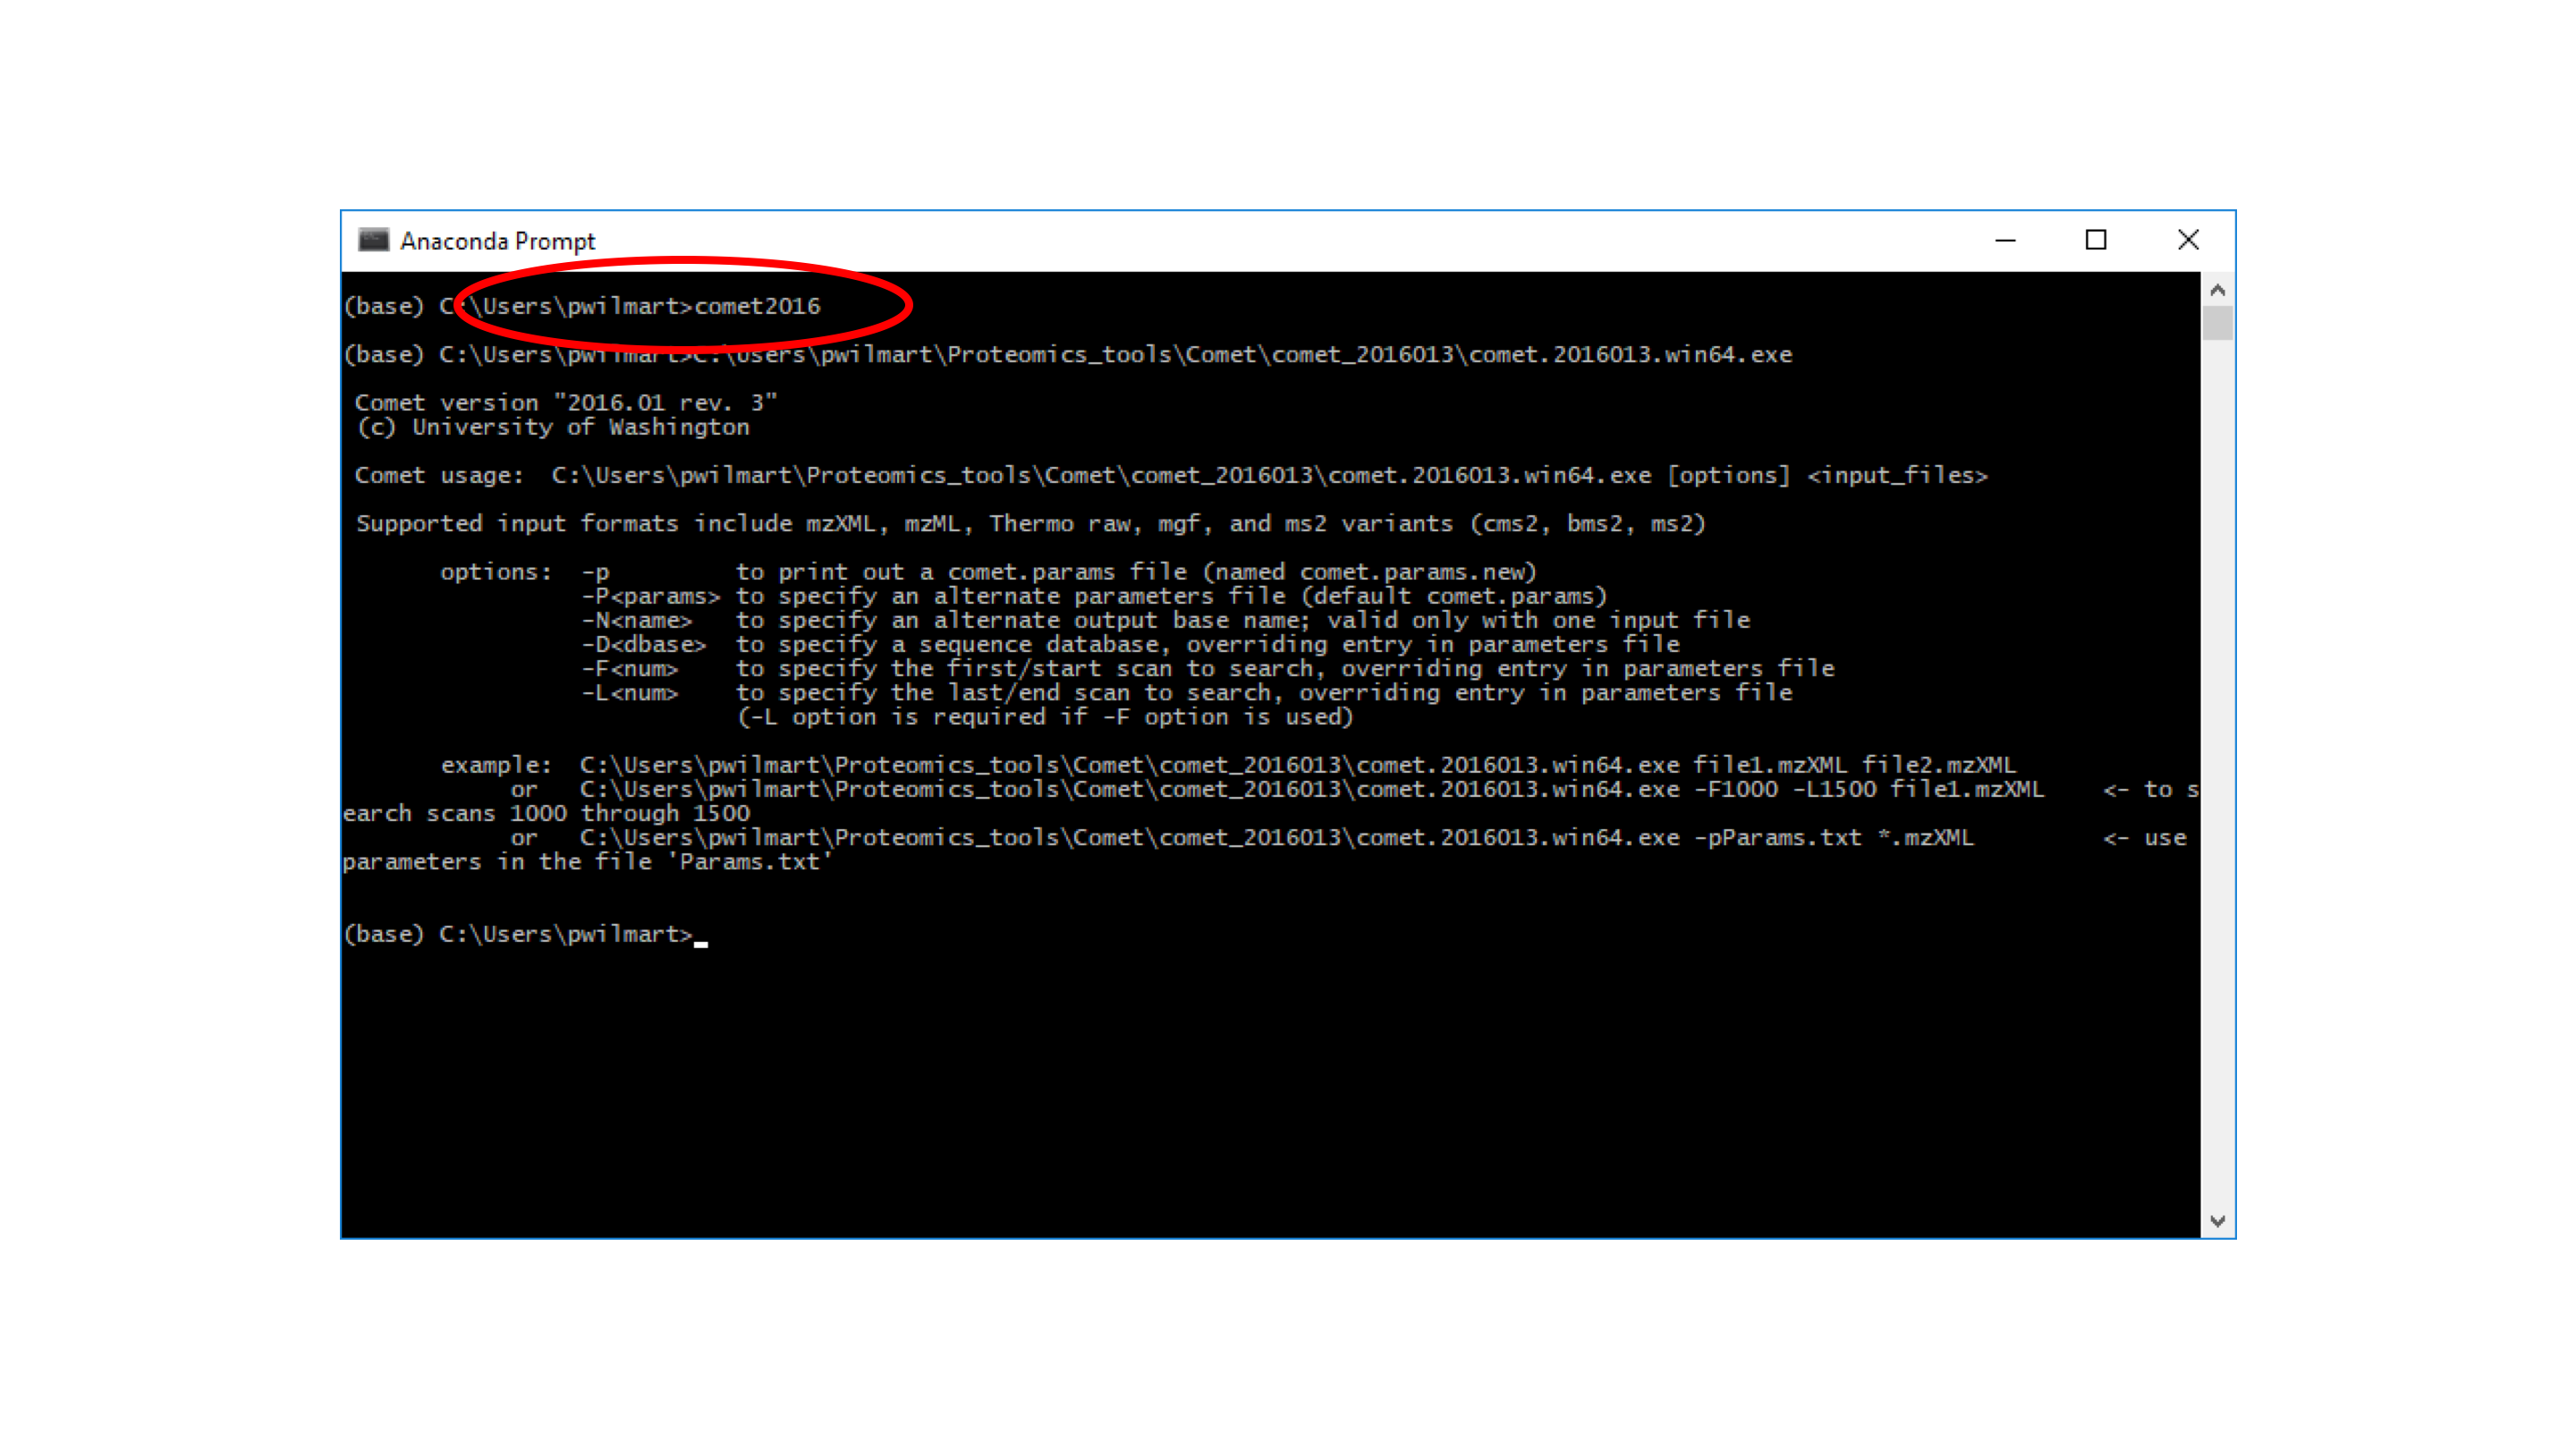 Anaconda Prompt
(base) C:\Users\pwilmart>comet2016
(base) C:\Users\pwilmart>C:\Users\pwilmart\Proteomics_tools\Comet\comet_2016013\comet.2016013.win64.exe
Comet version "2016.01 rev. 3"
(c) University of Washington
Comet usage:  C:\Users\pwilmart\Proteomics_tools\Comet\comet_2016013\comet.2016013.win64.exe [options] <input_files>
Supported input formats include mzXML, mzML, Thermo raw, mgf, and ms2 variants (cms2, bms2, ms2)
options:  -p         to print out a comet.params file (named comet.params.new)
-P<params> to specify an alternate parameters file (default comet.params)
-N<name>   to specify an alternate output base name; valid only with one input file
-D<dbase>  to specify a sequence database, overriding entry in parameters file
-F<num>    to specify the first/start scan to search, overriding entry in parameters file
-L<num>    to specify the last/end scan to search, overriding entry in parameters file
(-L option is required if -F option is used)
example:  C:\Users\pwilmart\Proteomics_tools\Comet\comet_2016013\comet.2016013.win64.exe file1.mzXML file2.mzXML
or   C:\Users\pwilmart\Proteomics_tools\Comet\comet_2016013\comet.2016013.win64.exe -F1000 -L1500 file1.mzXML    <- to s
earch scans 1000 through 1500
or   C:\Users\pwilmart\Proteomics_tools\Comet\comet_2016013\comet.2016013.win64.exe -pParams.txt *.mzXML         <- use
parameters in the file 'Params.txt'
(base) C:\Users\pwilmart>_